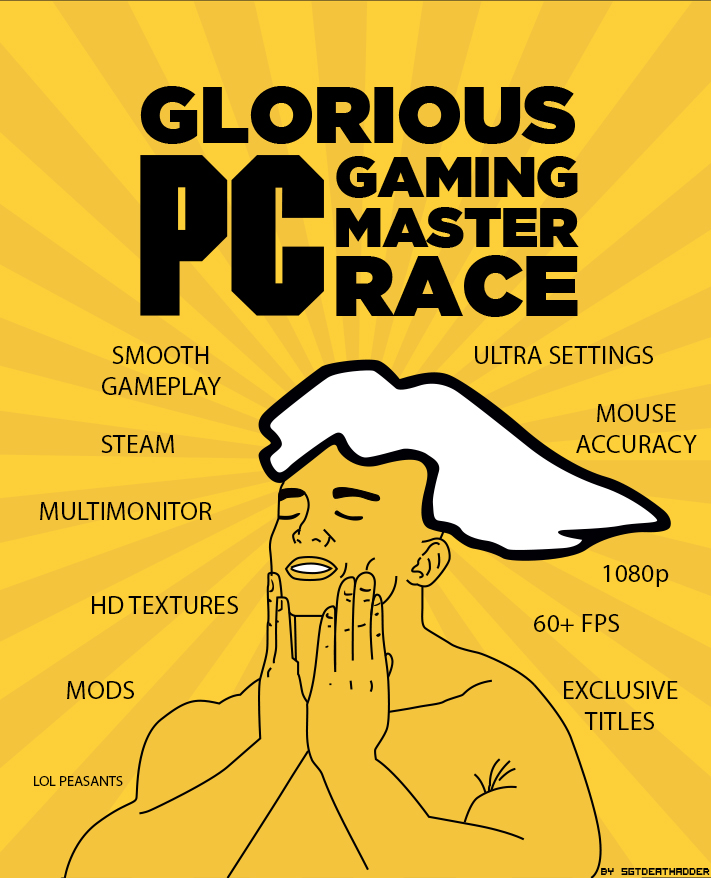 GLORIOUS
PC
GAMING
MASTER
RACE
SMOOTH
GAMEPLAY
ULTRA SETTINGS
MOUSE
ACCURACY
STEAM
MULTIMONITOR
1080p
HD TEXTURES
60+ FPS
MODS
EXCLUSIVE
TITLES
LOL PEASANTS
BY SGTDEATHADDER